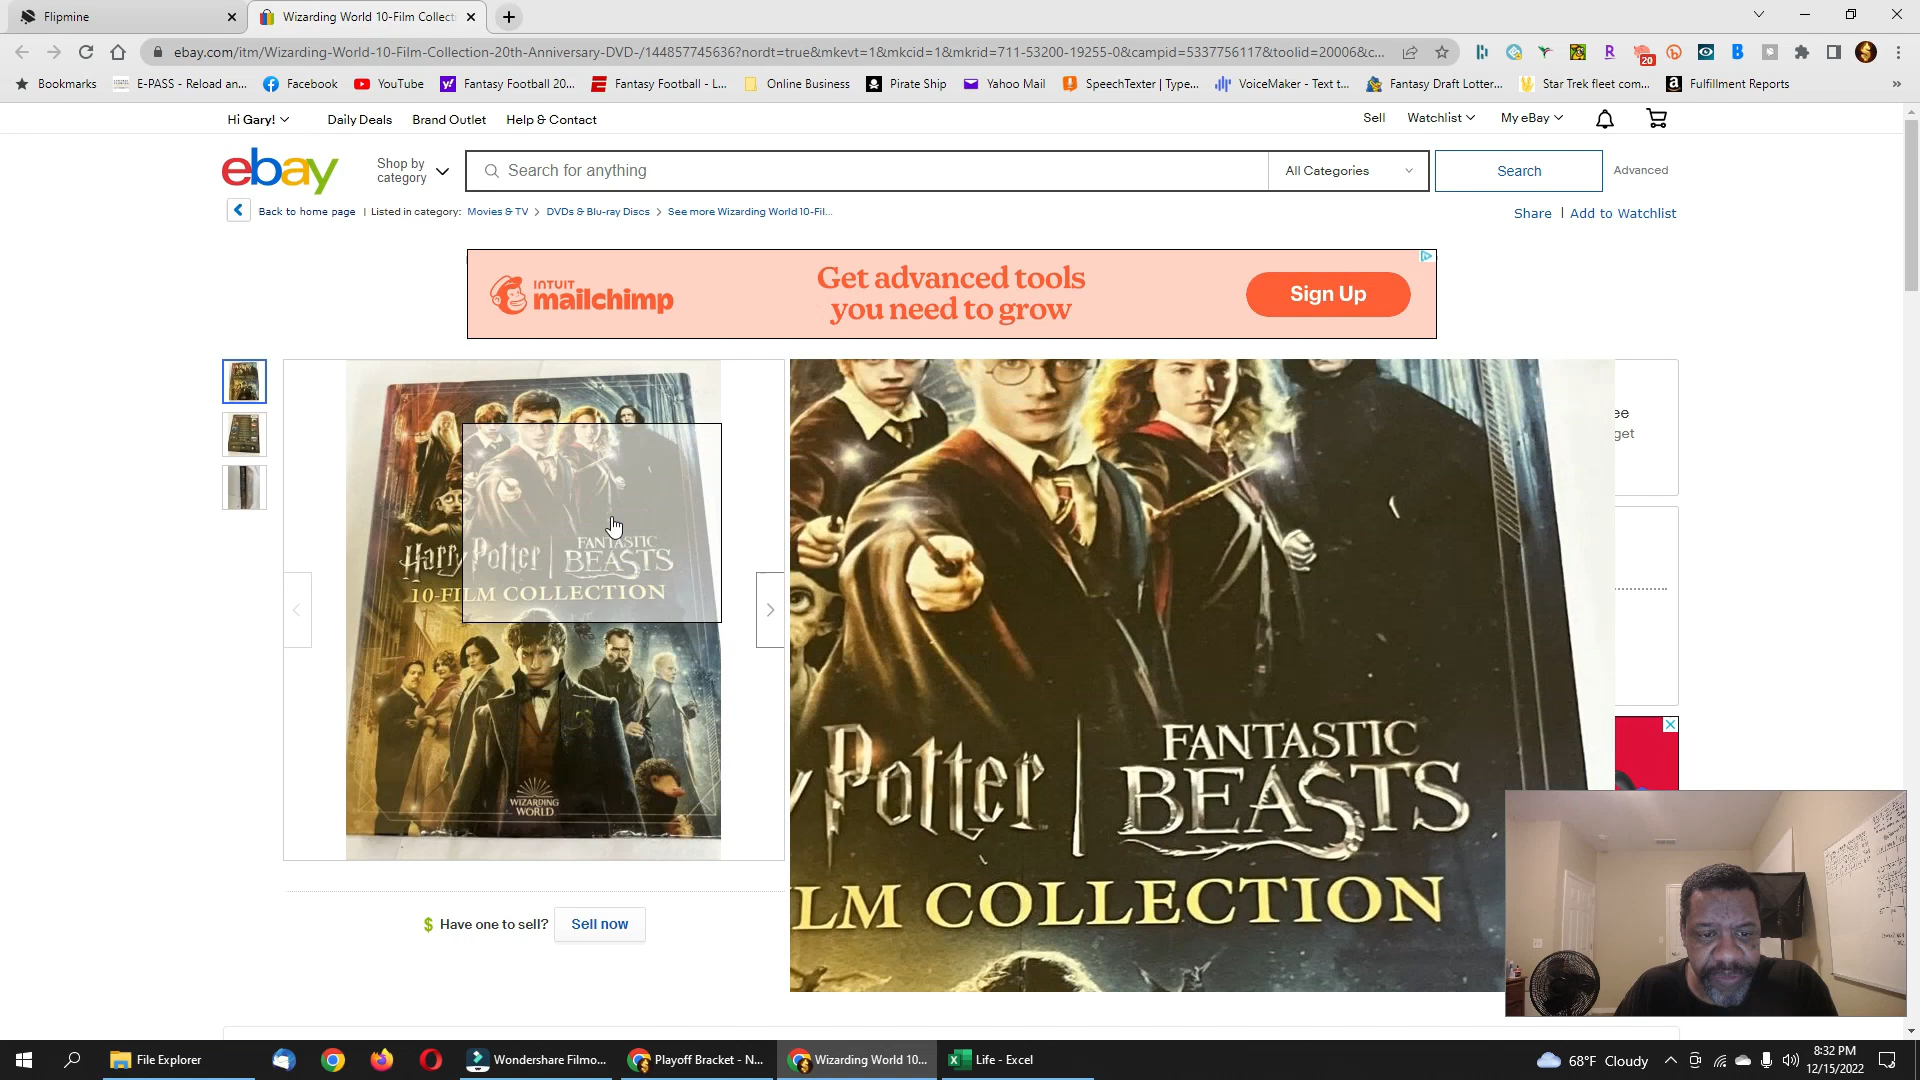 Flipmine
Wizarding World 10-Film Collecti
ebay.com/itm/Wizarding-World-10-Film-Collection-20th-Anniversary-DVD-/144857745636?nordt=true&mkevt=1&mkcid=1&mkrid=711-53200-19255-0&campid=5337756117&toolid=20006&c...
20
Bookmarks
E-PASS - Reload an...
Facebook
YouTube
Fantasy Football 20...
Fantasy Football - L...
Online Business
Pirate Ship
Yahoo Mail
SpeechTexter | Type...
VoiceMaker - Text t...
Fantasy Draft Lotter...
Star Trek fleet com...
Fulfillment Reports
Hi Gary!
Daily Deals
Brand Outlet
Help & Contact
Sell
Watchlist
My eBay
ebay
Shop by
category
Search for anything
All Categories
Search
Advanced
Back to home page | Listed in category: Movies & TV > DVDs & Blu-ray Discs > See more Wizarding World 10-Fil...
Share | Add to Watchlist
INTUIT
mailchimp
Get advanced tools
you need to grow
Sign Up
ee
get
Harry Potter | FANTASTIC
BEASTS
10-FILM COLLECTION
WIZARDING
WORLD
y Potter | FANTASTIC
BEASTS
ILM COLLECTION
$ Have one to sell?
Sell now
File Explorer
Wondershare Filmo...
Playoff Bracket - N...
Wizarding World 10...
Life - Excel
68°F Cloudy
8:32 PM
12/15/2022